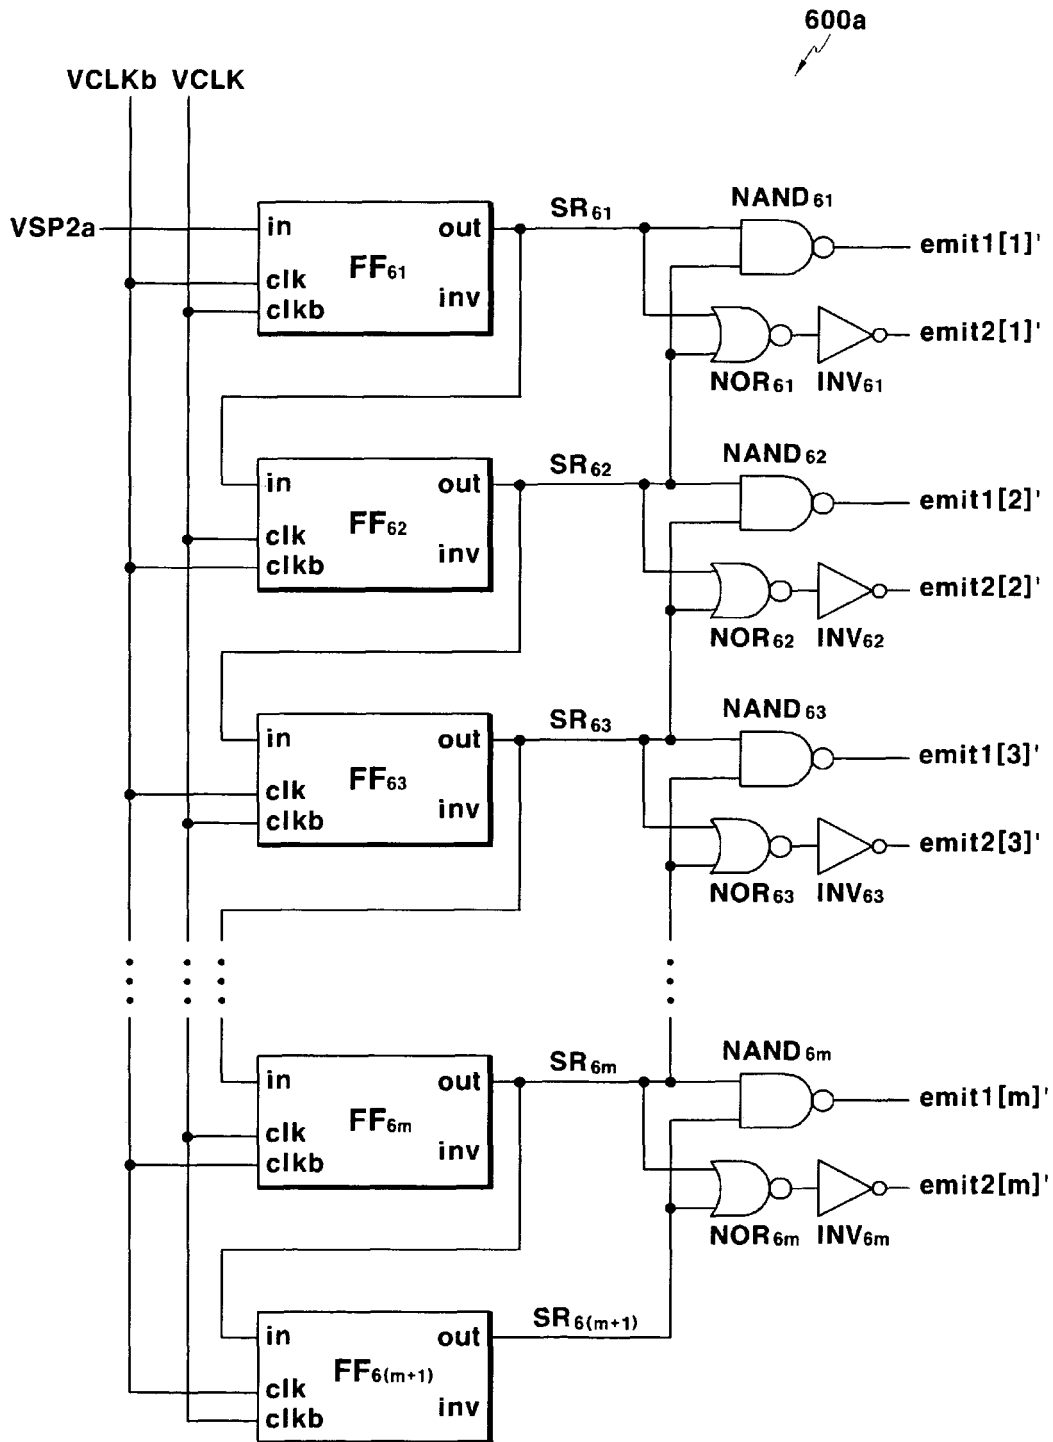 600a
VCLKb VCLK
VSP2a
in out
clk
clkb inv
FF61
SR61
NAND61
emit1[1]'
emit2[1]'
NOR61 INV61
in out
clk
clkb inv
FF62
SR62
NAND62
emit1[2]'
emit2[2]'
NOR62 INV62
in out
clk
clkb inv
FF63
SR63
NAND63
emit1[3]'
emit2[3]'
NOR63 INV63
in out
clk
clkb inv
FF6m
SR6m
NAND6m
emit1[m]'
emit2[m]'
NOR6m INV6m
in out
clk
clkb inv
FF6(m+1)
SR6(m+1)